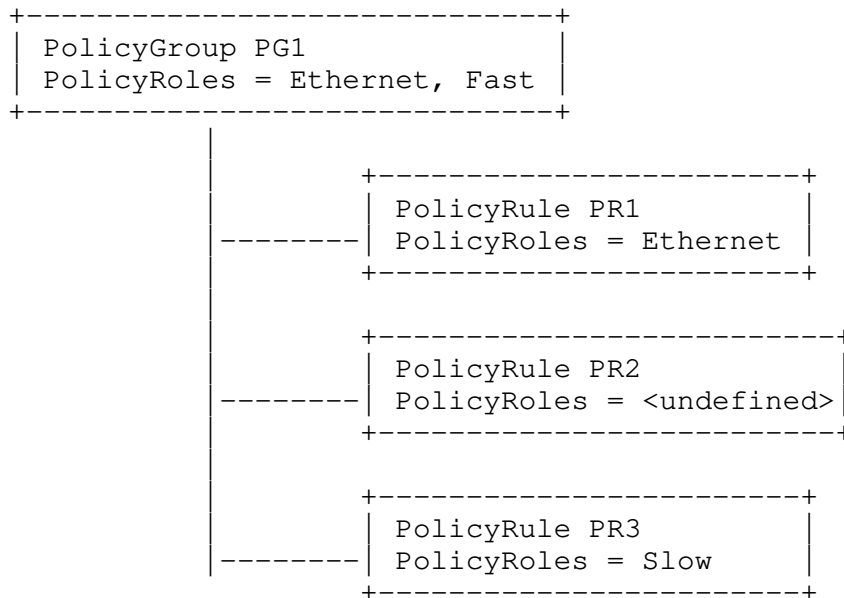 PolicyGroup PG1
PolicyRoles = Ethernet, Fast
PolicyRule PR1
PolicyRoles = Ethernet
PolicyRule PR2
PolicyRoles = <undefined>
PolicyRule PR3
PolicyRoles = Slow